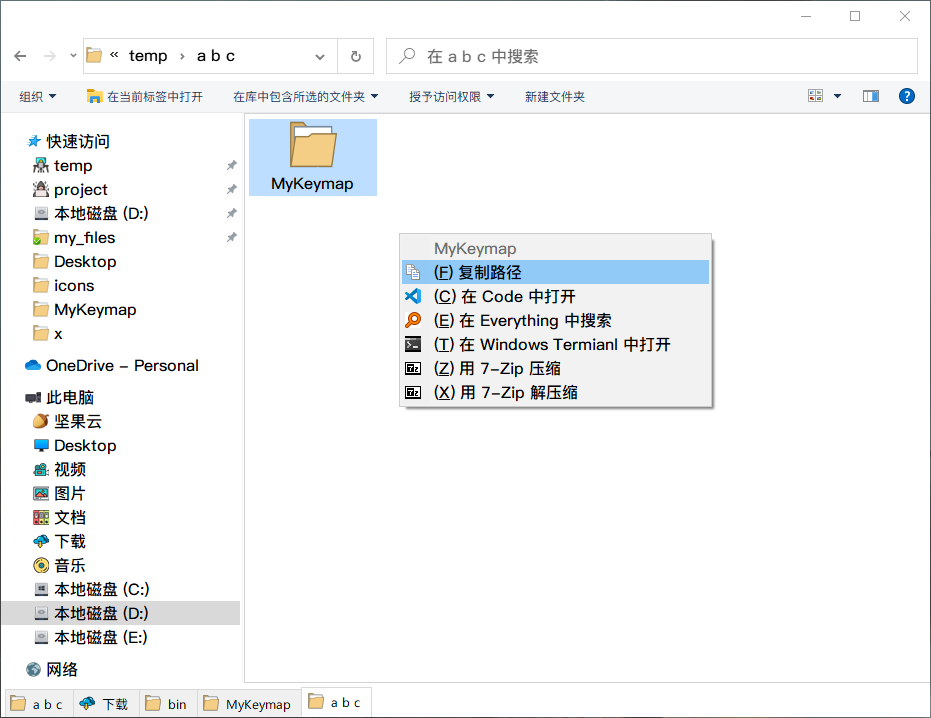 « temp › a b c
在 a b c 中搜索
组织 在当前标签中打开 在库中包含所选的文件夹 授予访问权限 新建文件夹
快速访问
temp
project
本地磁盘 (D:)
my_files
Desktop
icons
MyKeymap
x
OneDrive – Personal
此电脑
坚果云
Desktop
视频
图片
文档
下载
音乐
本地磁盘 (C:)
本地磁盘 (D:)
本地磁盘 (E:)
网络
MyKeymap
MyKeymap
(F) 复制路径
(C) 在 Code 中打开
(E) 在 Everything 中搜索
(T) 在 Windows Termianl 中打开
(Z) 用 7-Zip 压缩
(X) 用 7-Zip 解压缩
a b c 下载 bin MyKeymap a b c